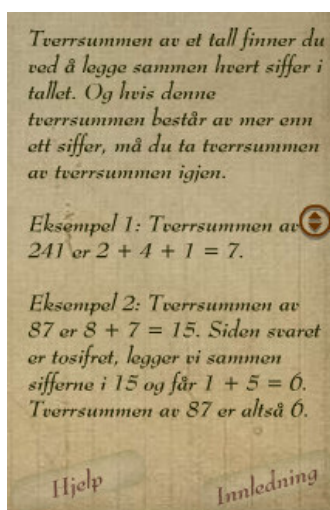 Tverrsummen av et tall finner du
ved å legge sammen hvert siffer i
tallet. Og hvis denne
tverrsummen består av mer enn
ett siffer, må du ta tverrsummen
av tverrsummen igjen.
Eksempel 1: Tverrsummen av
241 er 2 + 4 + 1 = 7.
Eksempel 2: Tverrsummen av
87 er 8 + 7 = 15. Siden svaret
er tosifret, legger vi sammen
sifferne i 15 og får 1 + 5 = 6.
Tverrsummen av 87 er altså 6.
Hjelp
Innledning